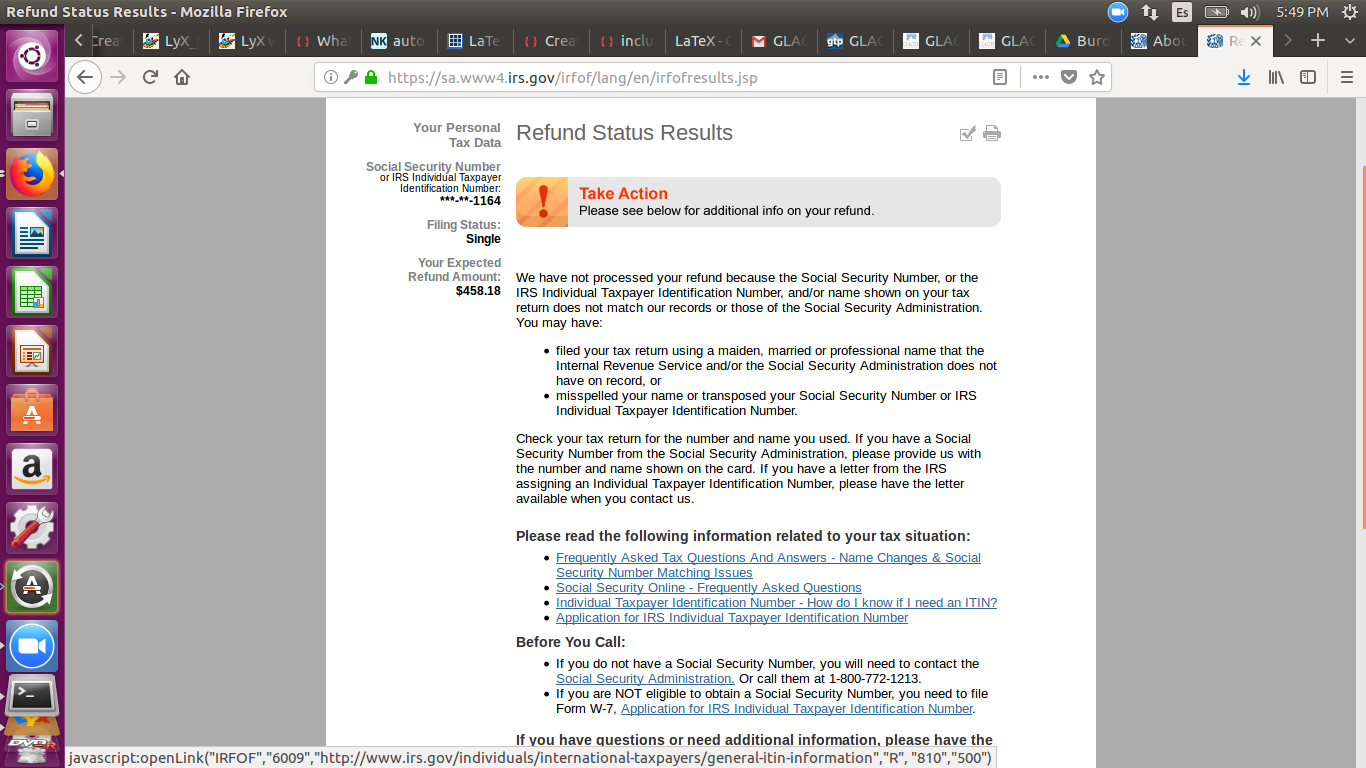 Refund Status Results - Mozilla Firefox
Es
5:49 PM
Crea
LyX_
LyX v
Wha
auto
LaTe
Crea
inclu
LaTeX -
GLAC
GLAC
GLAC
GLAC
Buro
Abou
Re
https://sa.www4.irs.gov/irfof/lang/en/irfofresults.jsp
Your Personal
Tax Data
Social Security Number
or IRS Individual Taxpayer
Identification Number:
***-**-1164
Filing Status:
Single
Your Expected
Refund Amount:
$458.18
Refund Status Results
Take Action
Please see below for additional info on your refund.
We have not processed your refund because the Social Security Number, or the
IRS Individual Taxpayer Identification Number, and/or name shown on your tax
return does not match our records or those of the Social Security Administration.
You may have:
filed your tax return using a maiden, married or professional name that the
Internal Revenue Service and/or the Social Security Administration does not
have on record, or
misspelled your name or transposed your Social Security Number or IRS
Individual Taxpayer Identification Number.
Check your tax return for the number and name you used. If you have a Social
Security Number from the Social Security Administration, please provide us with
the number and name shown on the card. If you have a letter from the IRS
assigning an Individual Taxpayer Identification Number, please have the letter
available when you contact us.
Please read the following information related to your tax situation:
Frequently Asked Tax Questions And Answers - Name Changes & Social
Security Number Matching Issues
Social Security Online - Frequently Asked Questions
Individual Taxpayer Identification Number - How do I know if I need an ITIN?
Application for IRS Individual Taxpayer Identification Number
Before You Call:
If you do not have a Social Security Number, you will need to contact the
Social Security Administration. Or call them at 1-800-772-1213.
If you are NOT eligible to obtain a Social Security Number, you need to file
Form W-7, Application for IRS Individual Taxpayer Identification Number.
If you have questions or need additional information, please have the
javascript:openLink("IRFOF","6009","http://www.irs.gov/individuals/international-taxpayers/general-itin-information","R", "810","500")